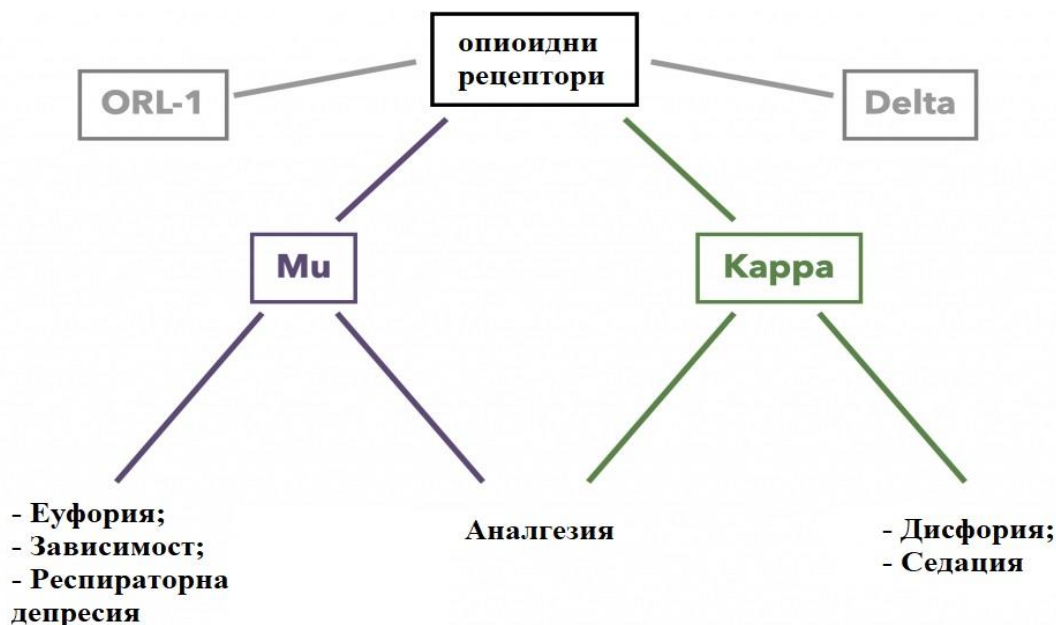 опиоидни
рецептори
ORL-1
Delta
Mu
Kappa
- Еуфория;
- Зависимост;
- Респираторна
депресия
Аналгезия
- Дисфория;
- Седация